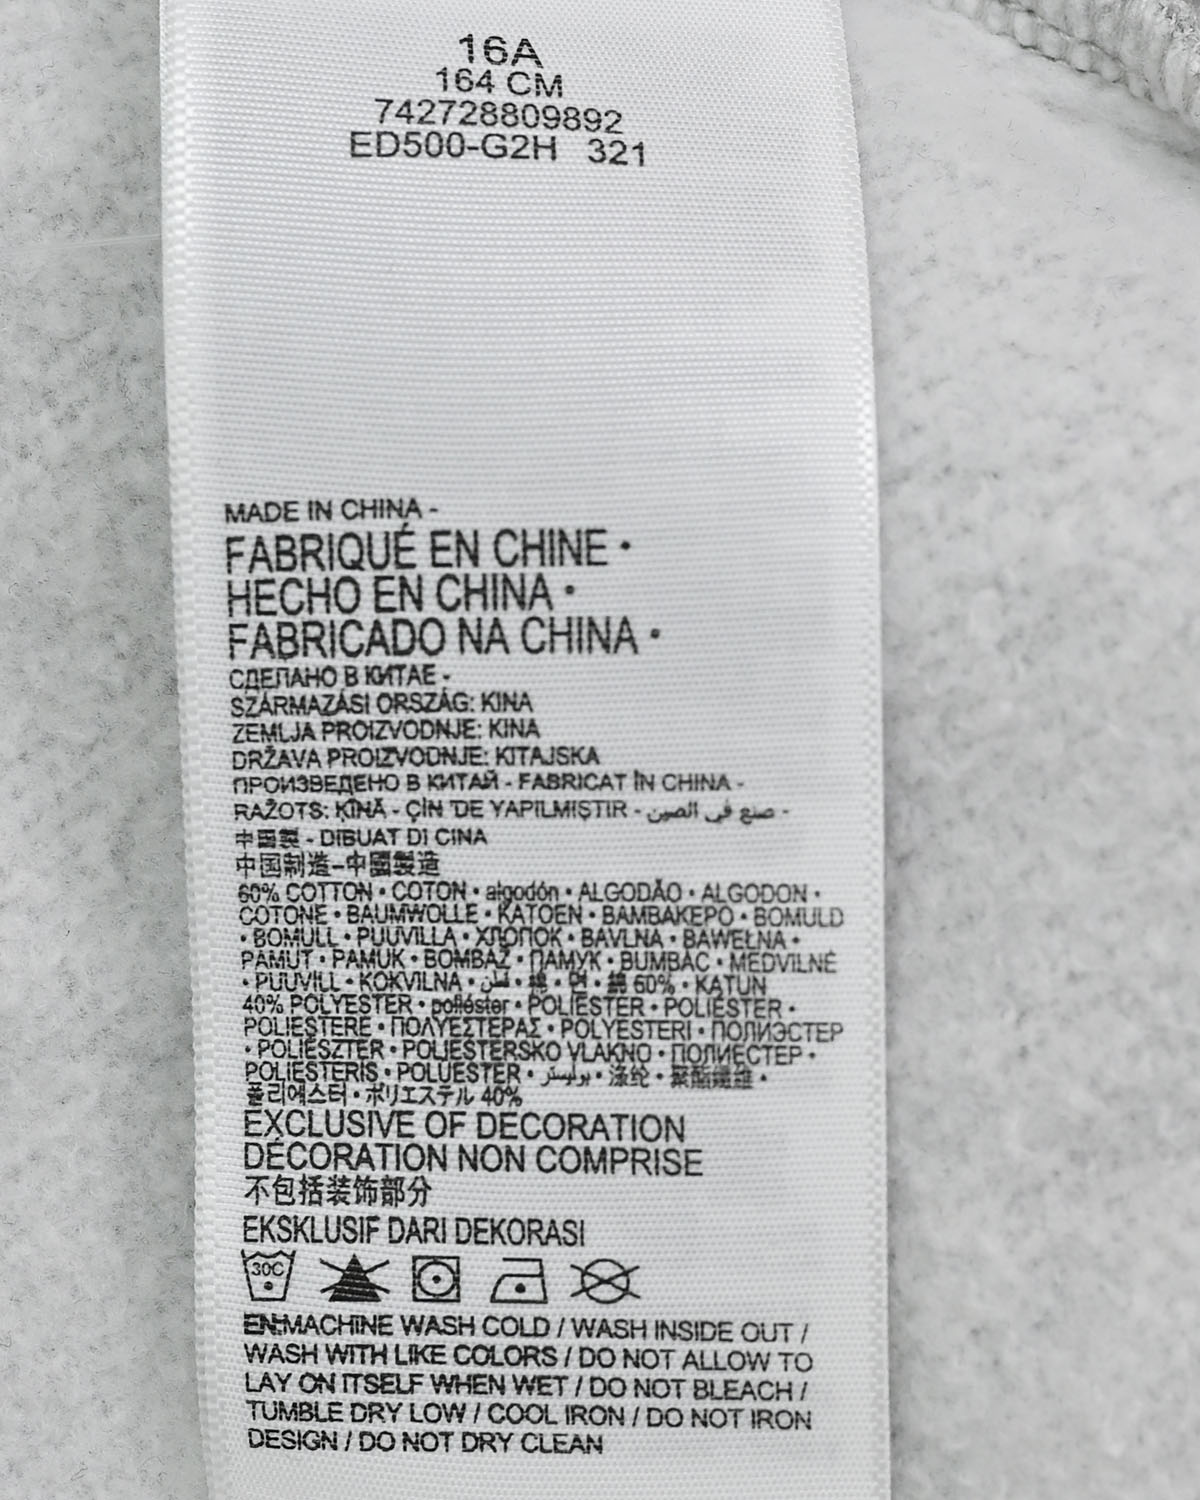 16A
164 CM
742728809892
ED500-G2H 321
MADE IN CHINA -
FABRIQUÉ EN CHINE •
HECHO EN CHINA •
FABRICADO NA CHINA •
СДЕЛАНО В КИТАЕ -
SZÁRMAZÁSI ORSZÁG: KINA
ZEMLJA PROIZVODNJE: KINA
DRŽAVA PROIZVODNJE: KITAJSKA
ПРОИЗВЕДЕНО В КИТАЙ - FABRICAT ÎN CHINA -
RAŽOTS: ĶĪNĀ - ÇİN 'DE YAPILMIŞTIR - صنع في الصين -
中国製 - DIBUAT DI CINA
中国制造-中國製造
60% COTTON • COTON • algodón • ALGODÃO • ALGODON •
COTONE • BAUMWOLLE • KATOEN • ΒΑΜΒΑΚΕΡΟ • BOMULD
• BOMULL • PUUVILLA • ХЛОПОК • BAVLNA • BAWEŁNA •
PAMUT • PAMUK • BOMBAŽ • ПАМУК • BUMBAC • MEDVILNĖ
• PUUVILL • KOKVILNA • قطن • 棉 • 면 • 綿 60% • KATUN
40% POLYESTER • poliéster • POLIÉSTER • POLIÉSTER •
POLIESTERE • ΠΟΛΥΕΣΤΕΡΑΣ • POLYESTERI • ПОЛИЭСТЕР
• POLIÉSZTER • POLIESTERSKO VLAKNO • ПОЛИЕСТЕР •
POLIESTERIS • POLUESTER • بوليستر • 涤纶 • 聚酯纖維 •
폴리에스터 • ポリエステル 40%
EXCLUSIVE OF DECORATION
DÉCORATION NON COMPRISE
不包括装饰部分
EKSKLUSIF DARI DEKORASI
30C
EN:MACHINE WASH COLD / WASH INSIDE OUT /
WASH WITH LIKE COLORS / DO NOT ALLOW TO
LAY ON ITSELF WHEN WET / DO NOT BLEACH /
TUMBLE DRY LOW / COOL IRON / DO NOT IRON
DESIGN / DO NOT DRY CLEAN